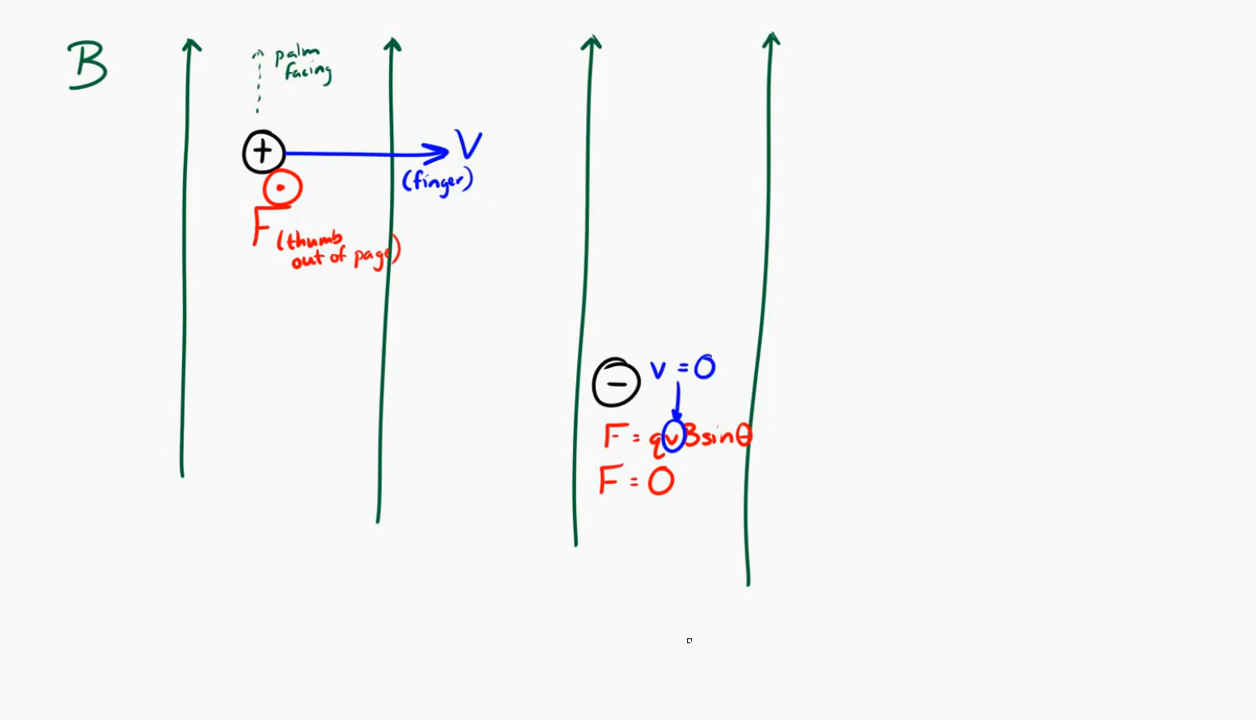 B
palm
facing
+
V
(finger)
F (thumb
out of page)
− v = 0
F = qvBsinθ
F = 0